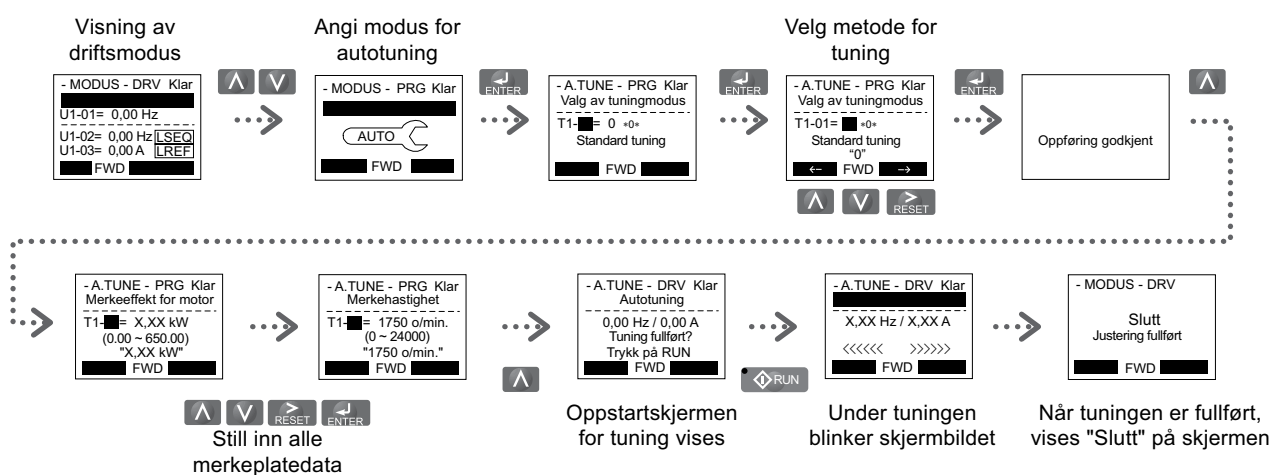 Visning av
driftsmodus
- MODUS - DRV Klar
U1-01= 0,00 Hz
U1-02= 0,00 Hz LSEQ
U1-03= 0,00 A LREF
FWD
Angi modus for
autotuning
- MODUS - PRG Klar
AUTO
FWD
ENTER
- A.TUNE - PRG Klar
Valg av tuningmodus
T1- = 0 *0*
Standard tuning
FWD
ENTER
Velg metode for
tuning
- A.TUNE - PRG Klar
Valg av tuningmodus
T1-01= *0*
Standard tuning
“0”
← FWD →
> RESET
ENTER
Oppføring godkjent
- A.TUNE - PRG Klar
Merkeeffekt for motor
T1- = X,XX kW
(0.00 ~ 650.00)
"X,XX kW"
FWD
- A.TUNE - PRG Klar
Merkehastighet
T1- = 1750 o/min.
(0 ~ 24000)
"1750 o/min."
FWD
> RESET ENTER
Still inn alle
merkeplatedata
- A.TUNE - DRV Klar
Autotuning
0,00 Hz / 0,00 A
Tuning fullført?
Trykk på RUN
FWD
Oppstartskjermen
for tuning vises
RUN
- A.TUNE - DRV Klar
X,XX Hz / X,XX A
<<<<<< >>>>>>
FWD
Under tuningen
blinker skjermbildet
- MODUS - DRV
Slutt
Justering fullført
FWD
Når tuningen er fullført,
vises "Slutt" på skjermen